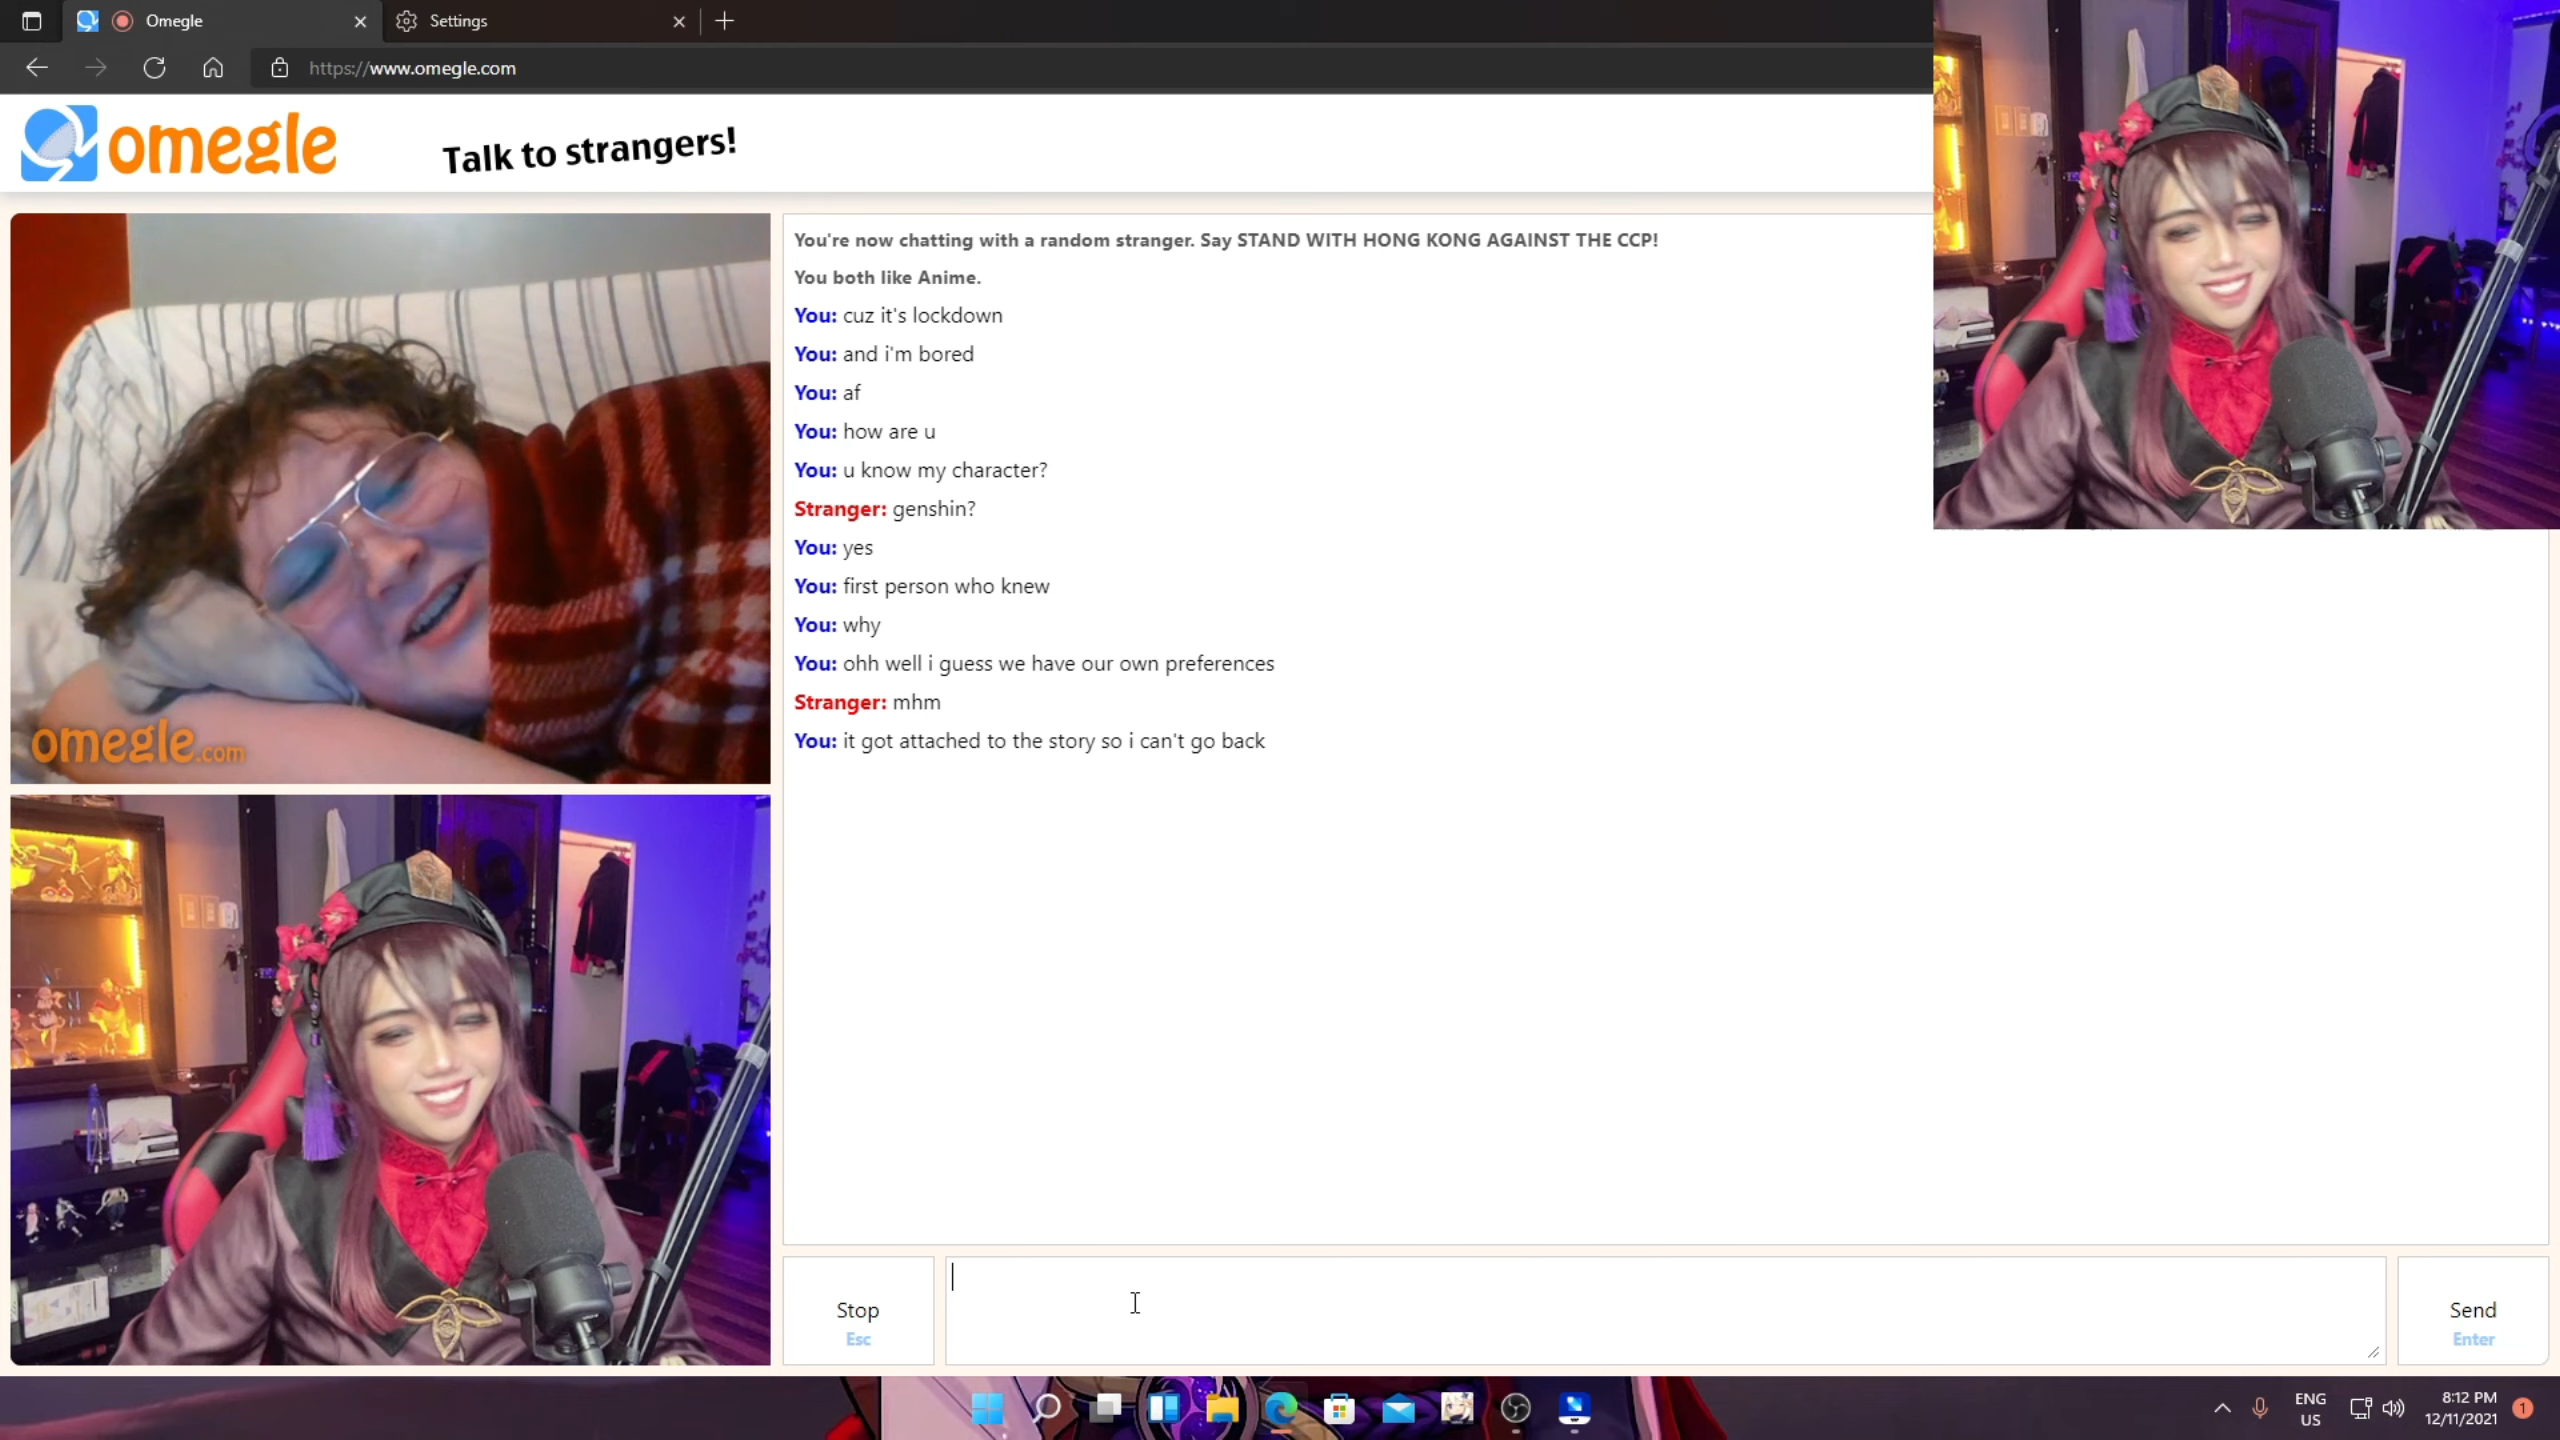 Omegle
Settings
https://www.omegle.com
omegle
Talk to strangers!
You're now chatting with a random stranger. Say STAND WITH HONG KONG AGAINST THE CCP!
You both like Anime.
You: cuz it's lockdown
You: and i'm bored
You: af
You: how are u
You: u know my character?
Stranger: genshin?
You: yes
You: first person who knew
You: why
You: ohh well i guess we have our own preferences
Stranger: mhm
You: it got attached to the story so i can't go back
omegle.com
Stop
Esc
Send
Enter
ENG
US
8:12 PM
12/11/2021
1